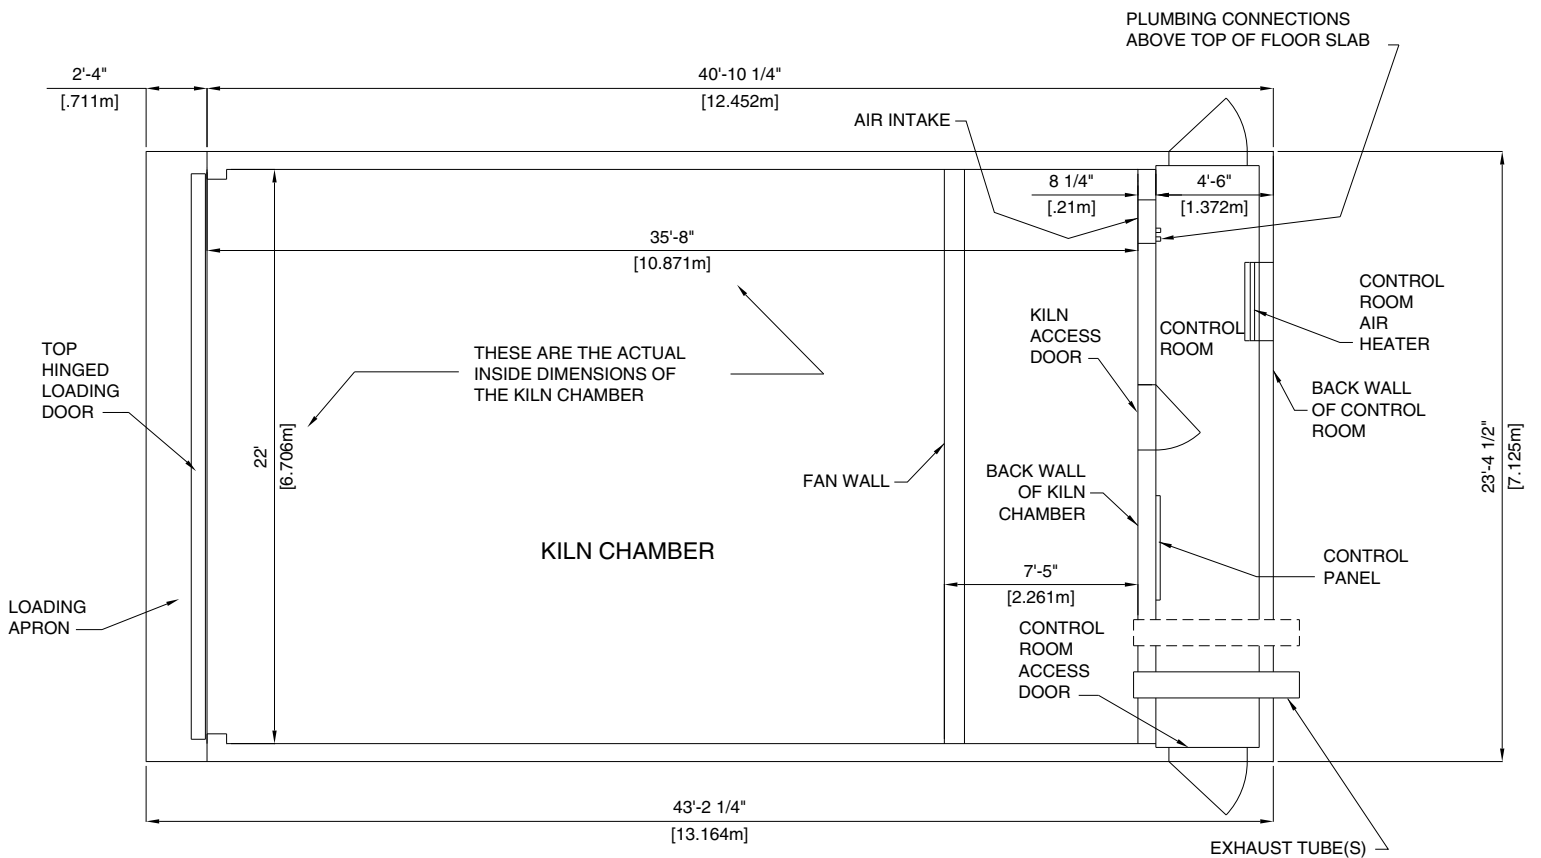 PLUMBING CONNECTIONS
ABOVE TOP OF FLOOR SLAB
2'-4"
[.711m]
40'-10 1/4"
[12.452m]
AIR INTAKE
8 1/4"
[.21m]
4'-6"
[1.372m]
35'-8"
[10.871m]
CONTROL
ROOM
AIR
HEATER
KILN
ACCESS
DOOR
CONTROL
ROOM
TOP
HINGED
LOADING
DOOR
THESE ARE THE ACTUAL
INSIDE DIMENSIONS OF
THE KILN CHAMBER
BACK WALL
OF CONTROL
ROOM
22'
[6.706m]
23'-4 1/2"
[7.125m]
FAN WALL
BACK WALL
OF KILN
CHAMBER
KILN CHAMBER
CONTROL
PANEL
7'-5"
[2.261m]
LOADING
APRON
CONTROL
ROOM
ACCESS
DOOR
43'-2 1/4"
[13.164m]
EXHAUST TUBE(S)